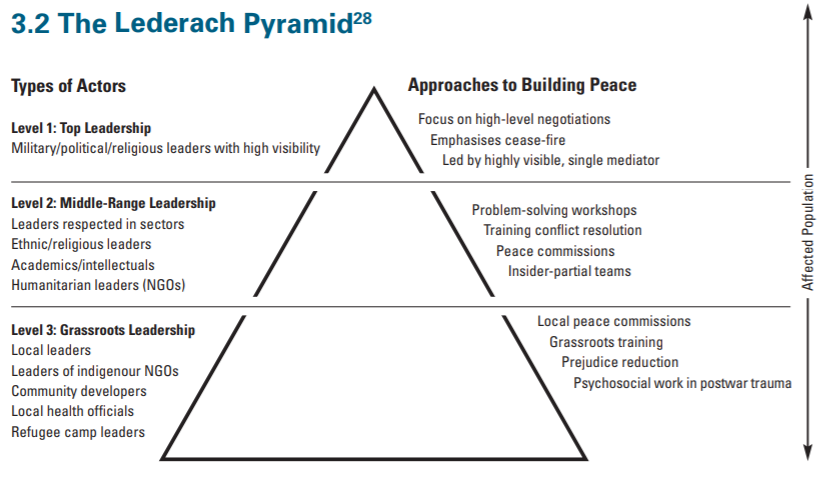 3.2 The Lederach Pyramid28
Types of Actors
Level 1: Top Leadership
Military/political/religious leaders with high visibility
Level 2: Middle-Range Leadership
Leaders respected in sectors
Ethnic/religious leaders
Academics/intellectuals
Humanitarian leaders (NGOs)
Level 3: Grassroots Leadership
Local leaders
Leaders of indigenour NGOs
Community developers
Local health officials
Refugee camp leaders
Approaches to Building Peace
Focus on high-level negotiations
Emphasises cease-fire
Led by highly visible, single mediator
Problem-solving workshops
Training conflict resolution
Peace commissions
Insider-partial teams
Local peace commissions
Grassroots training
Prejudice reduction
Psychosocial work in postwar trauma
Affected Population